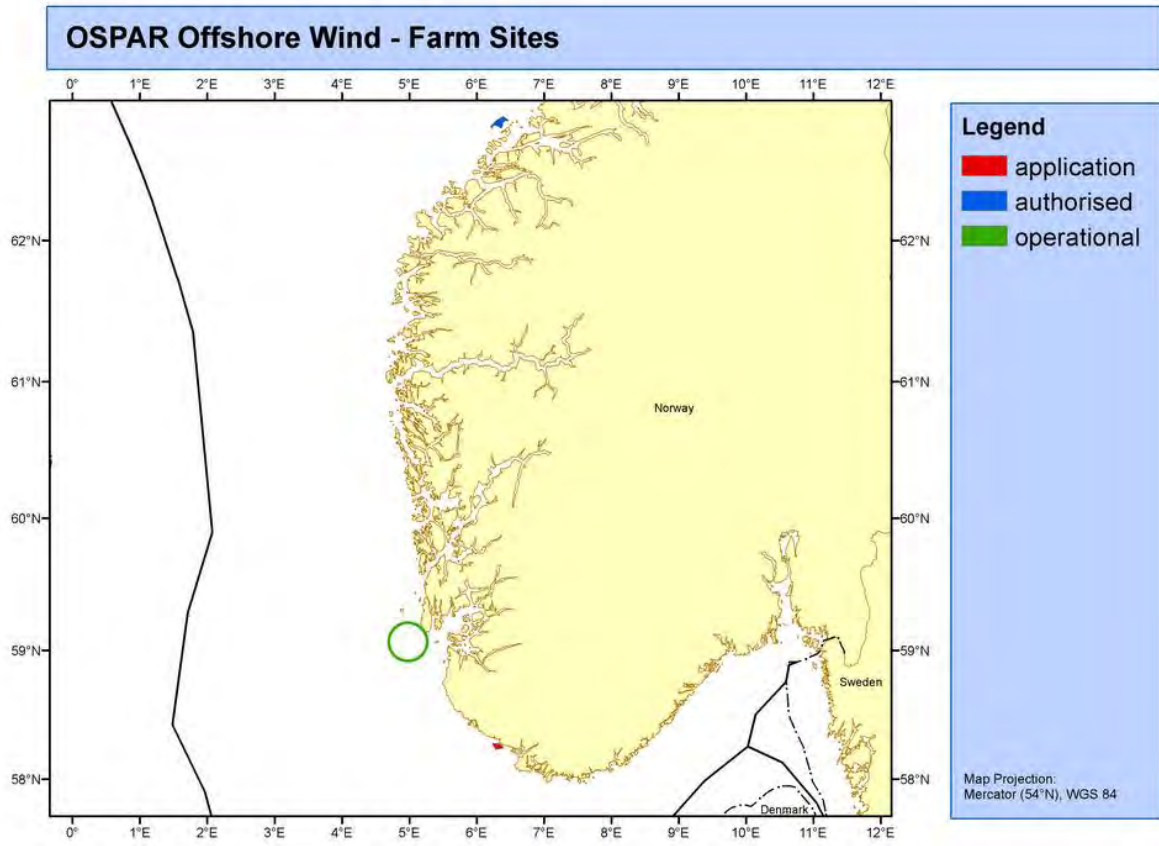 OSPAR Offshore Wind - Farm Sites
0° 1°E 2°E 3°E 4°E 5°E 6°E 7°E 8°E 9°E 10°E 11°E 12°E
Legend
application
authorised
operational
62°N 62°N
61°N 61°N
Norway
60°N 60°N
59°N 59°N
Sweden
58°N 58°N
Map Projection:
Mercator (54°N), WGS 84
Denmark
0° 1°E 2°E 3°E 4°E 5°E 6°E 7°E 8°E 9°E 10°E 11°E 12°E